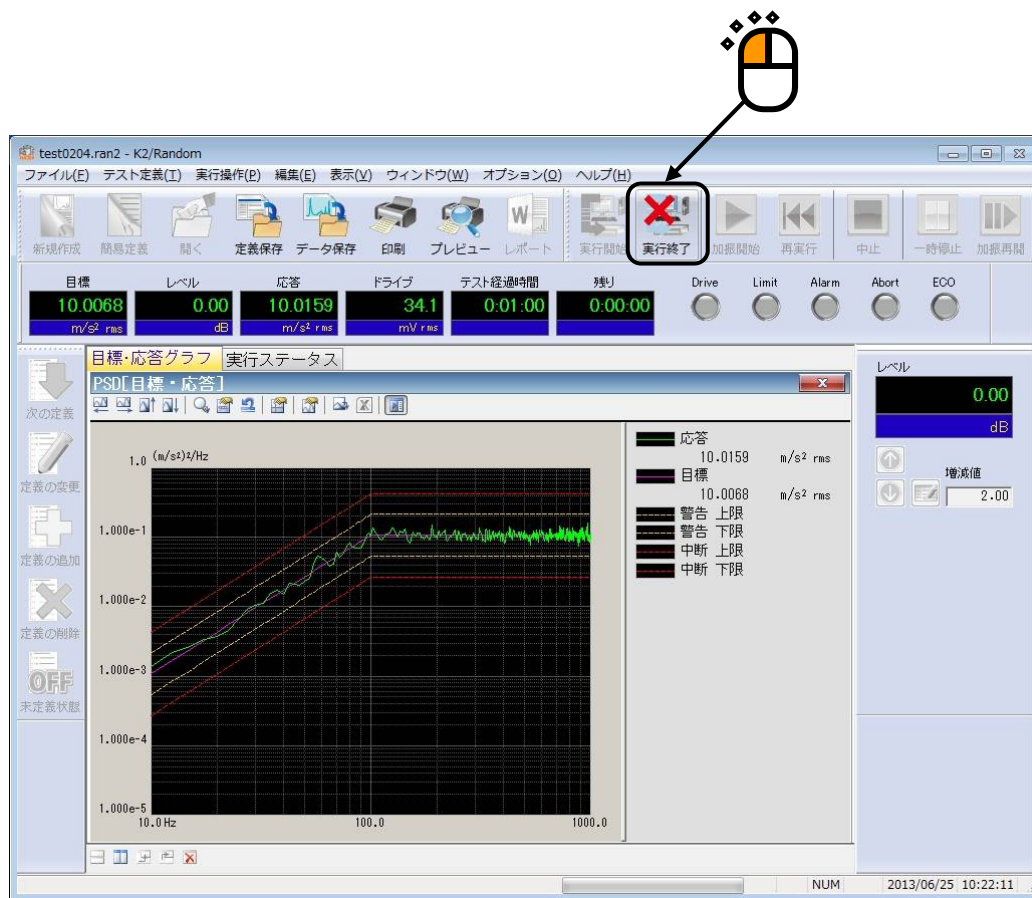 test0204.ran2 - K2/Random
ファイル(F) テスト定義(T) 実行操作(P) 編集(E) 表示(V) ウィンドウ(W) オプション(O) ヘルプ(H)
新規作成 簡易定義 開く 定義保存 データ保存 印刷 プレビュー レポート 実行開始 実行終了 加振開始 再実行 中止 一時停止 加振再開
目標 レベル 応答 ドライブ テスト経過時間 残り Drive Limit Alarm Abort ECO
10.0068 0.00 10.0159 34.1 0:01:00 0:00:00
m/s² rms dB m/s² rms mV rms
次の定義
定義の変更
定義の追加
定義の削除
OFF
未定義状態
目標・応答グラフ 実行ステータス
PSD[目標・応答]
(m/s²)²/Hz
1.0
1.000e-1
1.000e-2
1.000e-3
1.000e-4
1.000e-5
10.0 Hz 100.0 1000.0
応答
10.0159 m/s² rms
目標
10.0068 m/s² rms
警告 上限
警告 下限
中断 上限
中断 下限
レベル
0.00
dB
増減値
2.00
NUM 2013/06/25 10:22:11